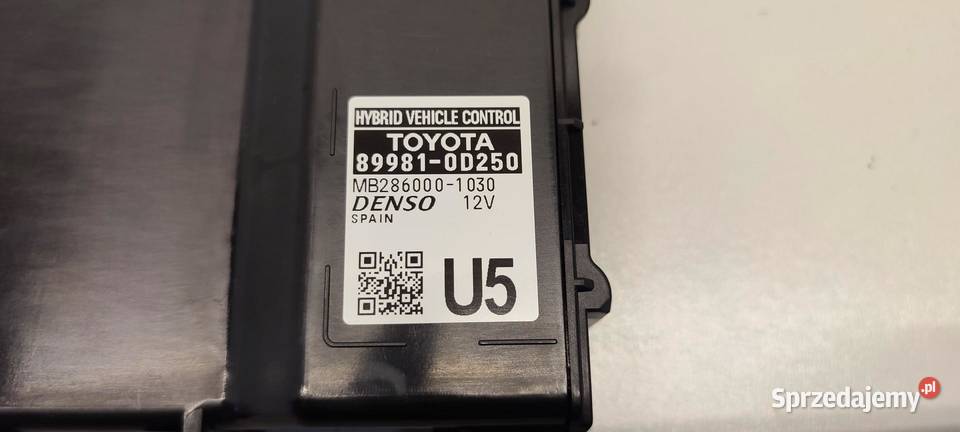 HYBRID VEHICLE CONTROL
TOYOTA
89981-0D250
MB286000-1030
DENSO 12V
SPAIN
U5
Sprzedajemy.pl